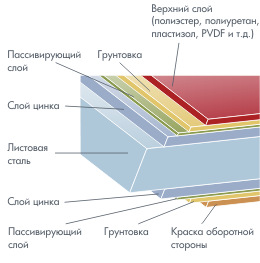 Верхний слой
(полиэстер, полиуретан,
пластизол, PVDF и т.д.)
Пассивирующий
слой
Грунтовка
Слой цинка
Листовая
сталь
Слой цинка
Пассивирующий
слой
Грунтовка
Краска оборотной
стороны